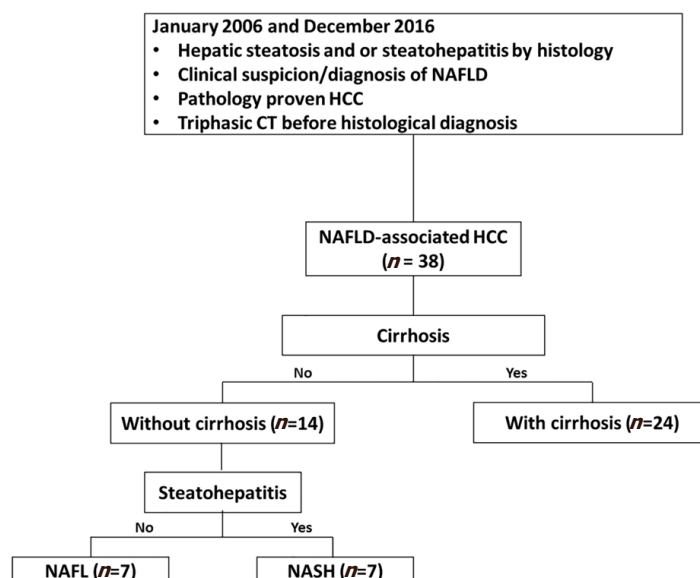 January 2006 and December 2016
• Hepatic steatosis and or steatohepatitis by histology
• Clinical suspicion/diagnosis of NAFLD
• Pathology proven HCC
• Triphasic CT before histological diagnosis
NAFLD-associated HCC
(n = 38)
Cirrhosis
No Yes
Without cirrhosis (n=14) With cirrhosis (n=24)
Steatohepatitis
No Yes
NAFL (n=7) NASH (n=7)